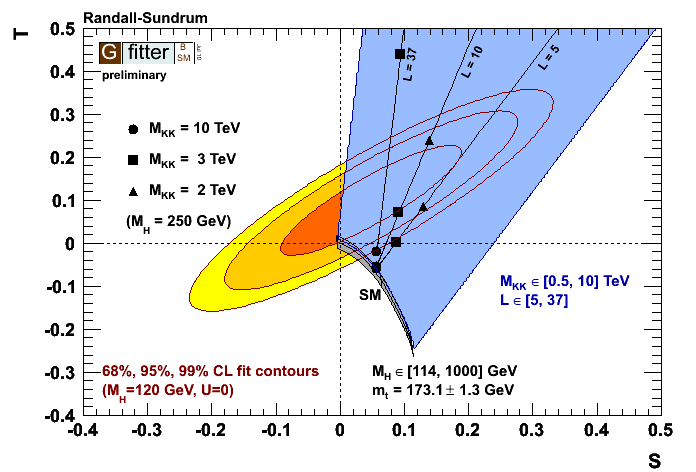 Randall-Sundrum
T
G fitter B SM
preliminary
M_KK = 10 TeV
M_KK = 3 TeV
M_KK = 2 TeV
(M_H = 250 GeV)
L = 37
L = 10
L = 5
SM
M_KK ∈ [0.5, 10] TeV
L ∈ [5, 37]
68%, 95%, 99% CL fit contours
(M_H=120 GeV, U=0)
M_H ∈ [114, 1000] GeV
m_t = 173.1 ± 1.3 GeV
0.5
0.4
0.3
0.2
0.1
0
-0.1
-0.2
-0.3
-0.4
-0.4 -0.3 -0.2 -0.1 0 0.1 0.2 0.3 0.4 0.5
S